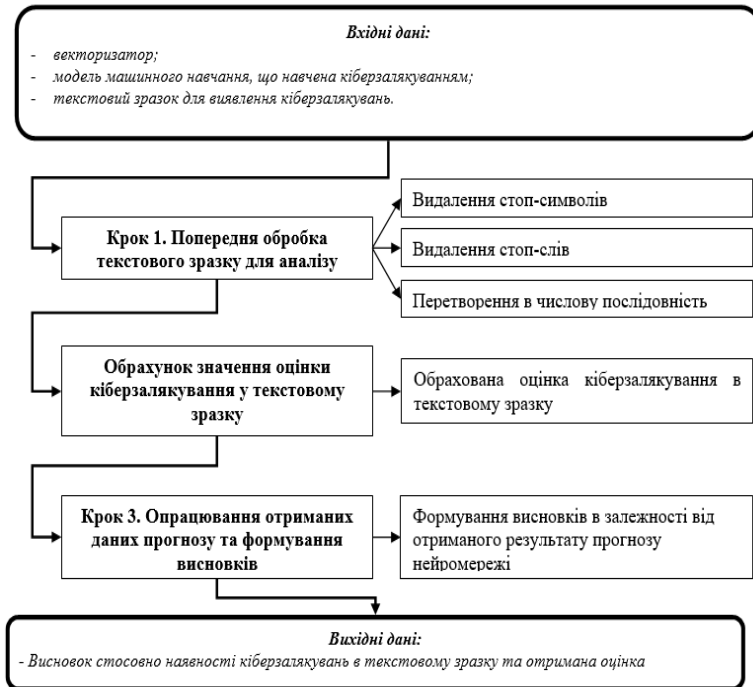 Вхідні дані:
- векторизатор;
- модель машинного навчання, що навчена кіберзалякуванням;
- текстовий зразок для виявлення кіберзалякувань.
Крок 1. Попередня обробка
текстового зразку для аналізу
Видалення стоп-символів
Видалення стоп-слів
Перетворення в числову послідовність
Обрахунок значення оцінки
кіберзалякування у текстовому
зразку
Обрахована оцінка кіберзалякування в
текстовому зразку
Крок 3. Опрацювання отриманих
даних прогнозу та формування
висновків
Формування висновків в залежності від
отриманого результату прогнозу
нейромережі
Вихідні дані:
- Висновок стосовно наявності кіберзалякувань в текстовому зразку та отримана оцінка